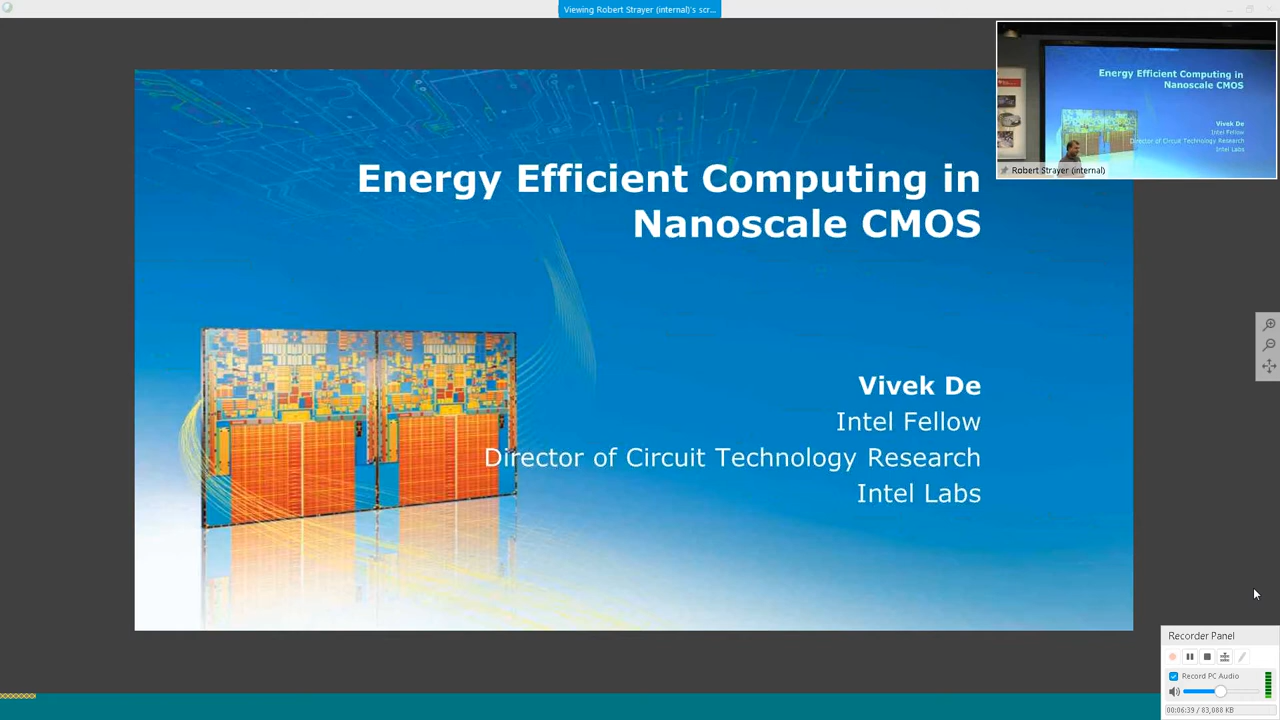 Viewing Robert Strayer (internal)'s scr...
Energy Efficient Computing in
Nanoscale CMOS
Vivek De
Intel Fellow
Director of Circuit Technology Research
Intel Labs
Energy Efficient Computing in
Nanoscale CMOS
Vivek De
Intel Fellow
Director of Circuit Technology Research
Intel Labs
Robert Strayer (internal)
Recorder Panel
Record PC Audio
00:06:39 / 83,088 KB